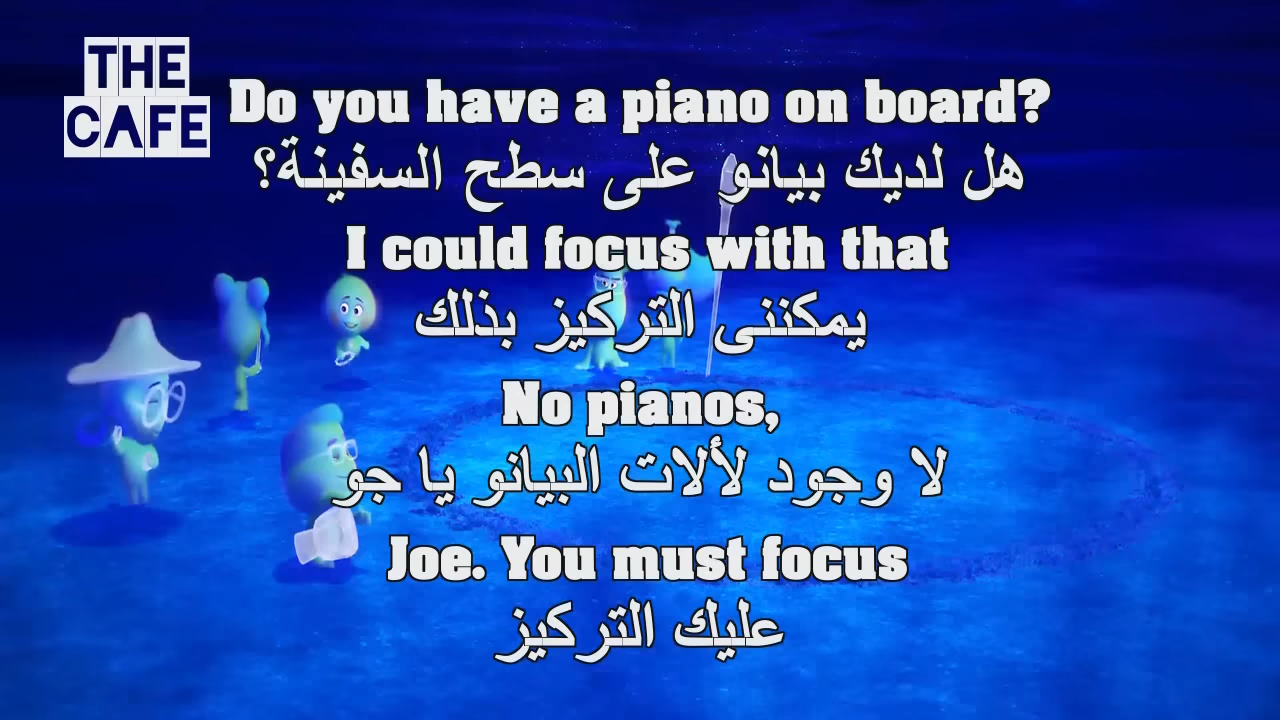 THE
CAFE
Do you have a piano on board?
هل لديك بيانو على سطح السفينة؟
I could focus with that
يمكننى التركيز بذلك
No pianos,
لا وجود لألات البيانو يا جو
Joe. You must focus
عليك التركيز